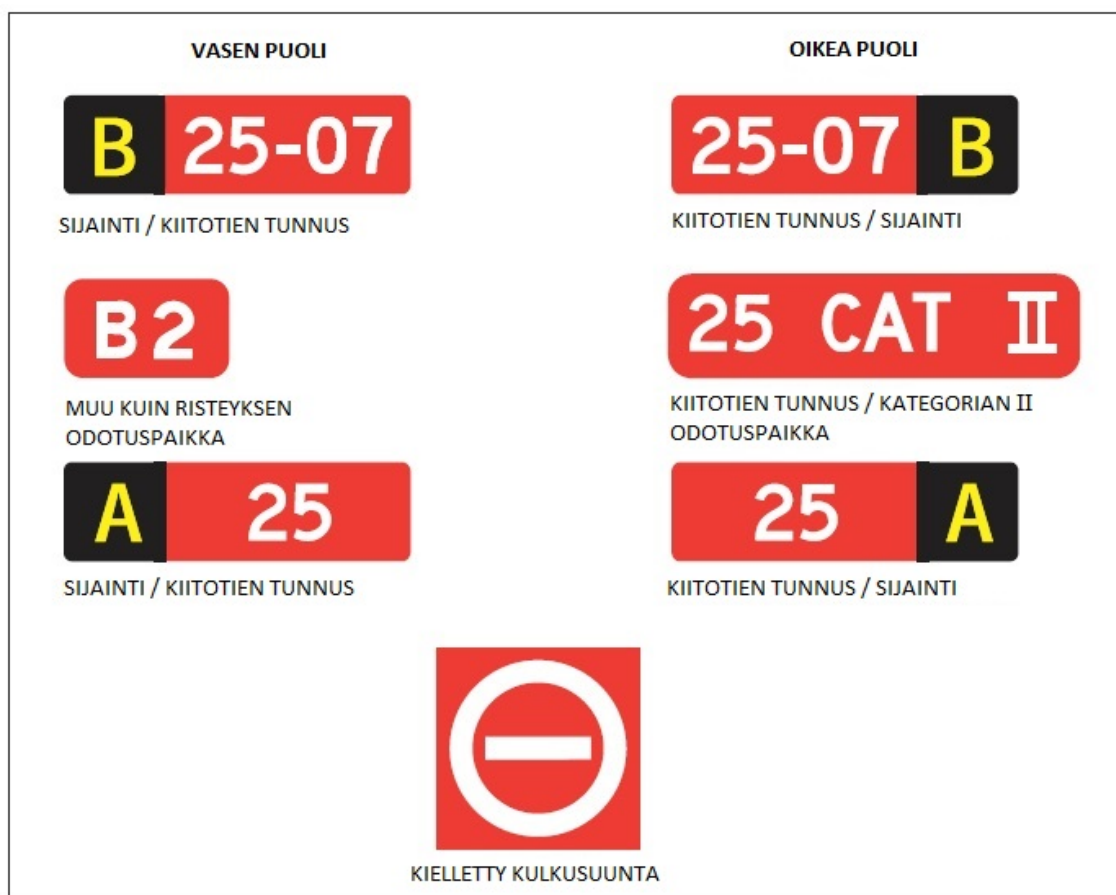 VASEN PUOLI
OIKEA PUOLI
B 25-07
25-07 B
SIJAINTI / KIITOTIEN TUNNUS
KIITOTIEN TUNNUS / SIJAINTI
B2
25 CAT II
MUU KUIN RISTEYKSEN
ODOTUSPAIKKA
KIITOTIEN TUNNUS / KATEGORIAN II
ODOTUSPAIKKA
A 25
25 A
SIJAINTI / KIITOTIEN TUNNUS
KIITOTIEN TUNNUS / SIJAINTI
KIELLETTY KULKUSUUNTA